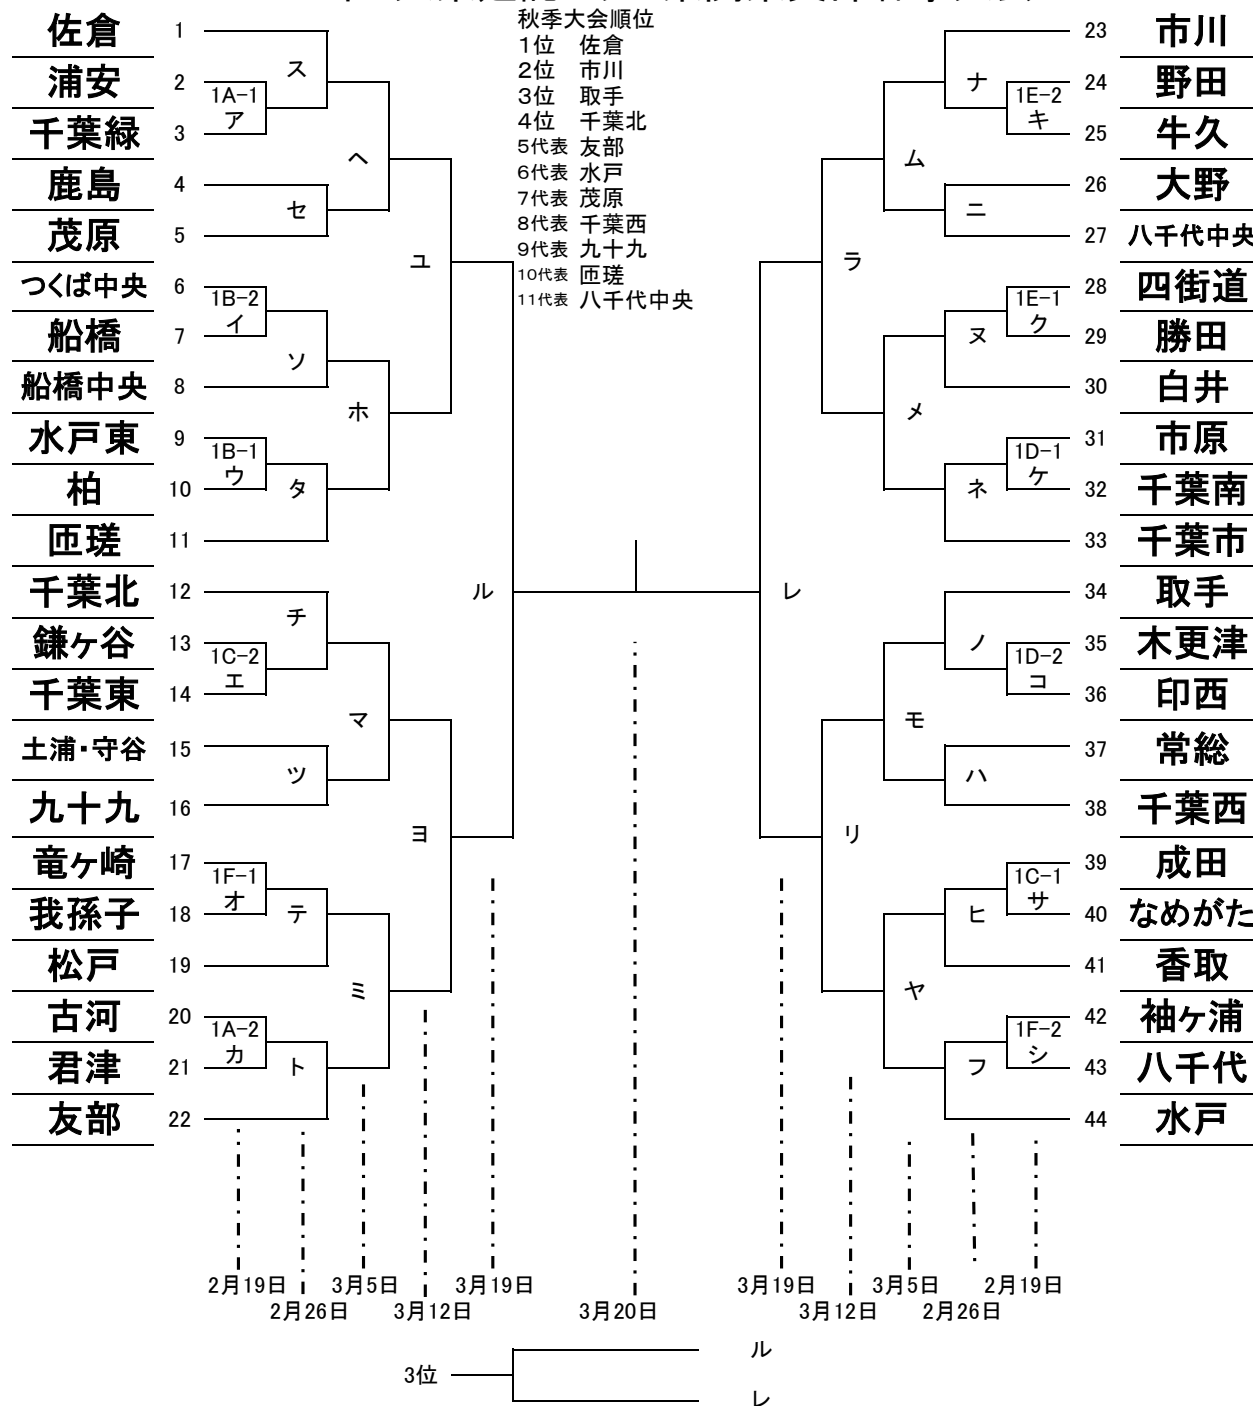 秋季大会順位
1位 佐倉
2位 市川
3位 取手
4位 千葉北
5代表 友部
6代表 水戸
7代表 茂原
8代表 千葉西
9代表 九十九
10代表 匝瑳
11代表 八千代中央
佐倉 1
浦安 2
千葉緑 3
鹿島 4
茂原 5
つくば中央 6
船橋 7
船橋中央 8
水戸東 9
柏 10
匝瑳 11
千葉北 12
鎌ヶ谷 13
千葉東 14
土浦・守谷 15
九十九 16
竜ヶ崎 17
我孫子 18
松戸 19
古河 20
君津 21
友部 22
1A-1
ア
1B-2
イ
1B-1
ウ
1C-2
エ
1F-1
オ
1A-2
カ
ス
セ
ソ
タ
チ
ツ
テ
ト
ヘ
ホ
マ
ミ
ユ
ヨ
ル
レ
ラ
リ
ム
メ
モ
ヤ
ナ
ニ
ヌ
ネ
ノ
ハ
ヒ
フ
1E-2
キ
1E-1
ク
1D-1
ケ
1D-2
コ
1C-1
サ
1F-2
シ
23 市川
24 野田
25 牛久
26 大野
27 八千代中央
28 四街道
29 勝田
30 白井
31 市原
32 千葉南
33 千葉市
34 取手
35 木更津
36 印西
37 常総
38 千葉西
39 成田
40 なめがた
41 香取
42 袖ヶ浦
43 八千代
44 水戸
2月19日 3月5日 3月19日 3月19日 3月5日 2月19日
2月26日 3月12日 3月20日 3月12日 2月26日
ル
3位
レ